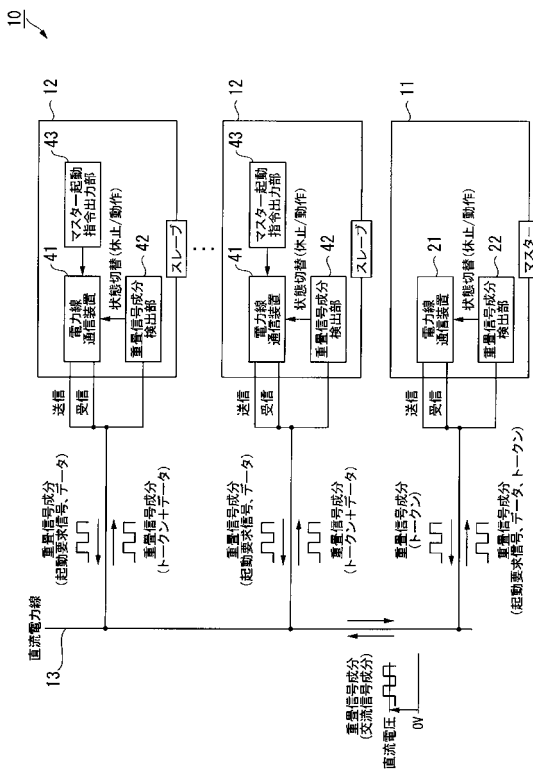 10
12
43
マスター起動
指令出力部
41
電力線
通信装置
状態切替(休止/動作)
42
重畳信号成分
検出部
スレーブ
送信
受信
重畳信号成分
(起動要求信号、データ)
重畳信号成分
(トークン+データ)
12
43
マスター起動
指令出力部
41
電力線
通信装置
状態切替(休止/動作)
42
重畳信号成分
検出部
スレーブ
送信
受信
重畳信号成分
(起動要求信号、データ)
重畳信号成分
(トークン+データ)
11
21
電力線
通信装置
状態切替(休止/動作)
22
重畳信号成分
検出部
マスター
送信
受信
重畳信号成分
(トークン)
重畳信号成分
(起動要求信号、データ、トークン)
直流電力線
13
重畳信号成分
(交流信号成分)
直流電圧
0V